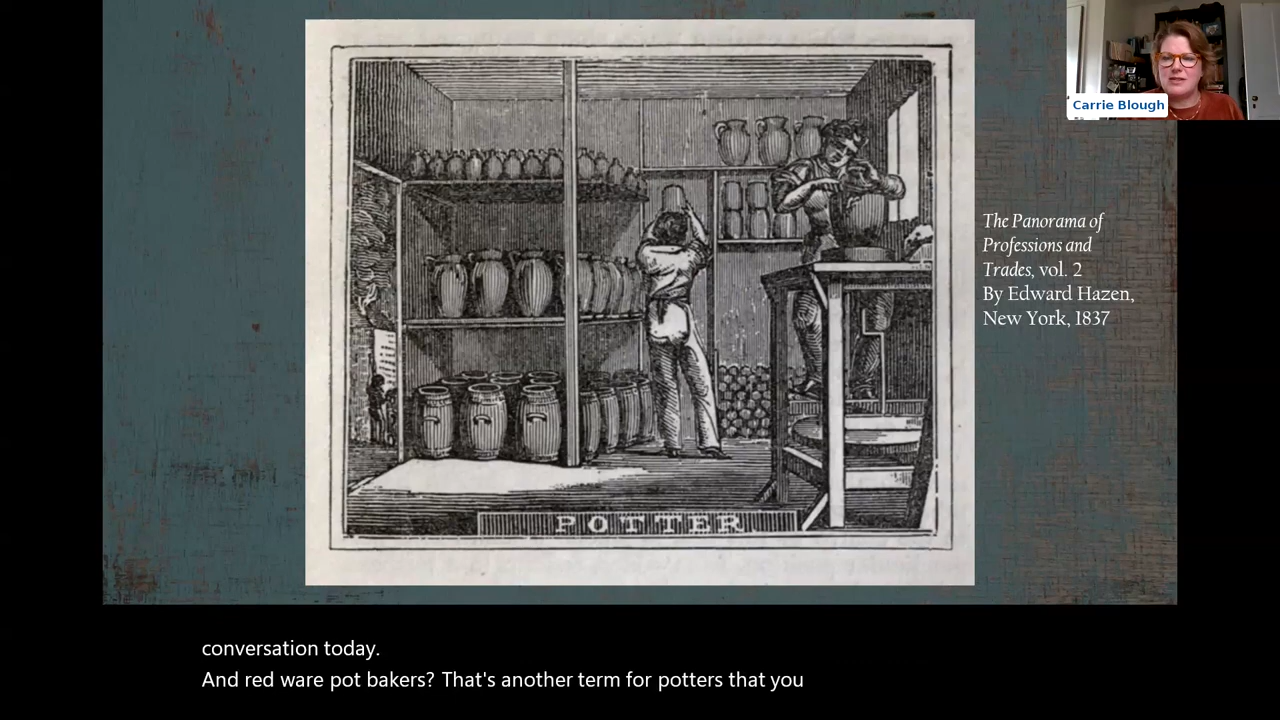 Carrie Blough
The Panorama of
Professions and
Trades, vol. 2
By Edward Hazen,
New York, 1837
POTTER
conversation today.
And red ware pot bakers? That's another term for potters that you